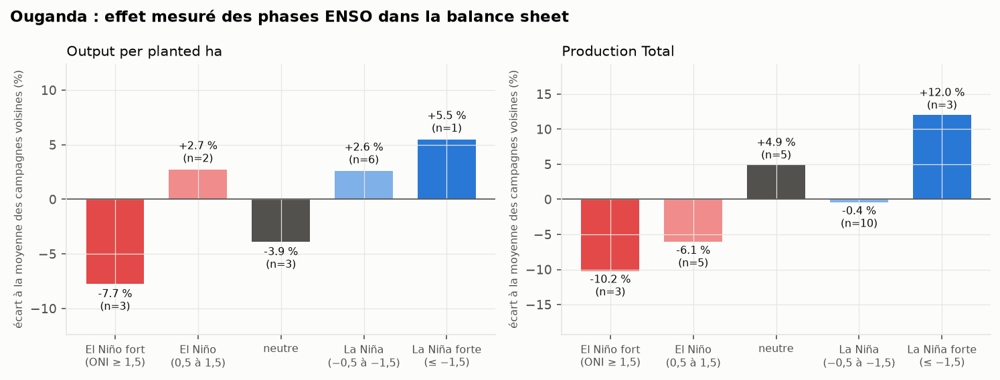 Ouganda : effet mesuré des phases ENSO dans la balance sheet
Output per planted ha
écart à la moyenne des campagnes voisines (%)
10
5
0
−5
−10
-7.7 %
(n=3)
+2.7 %
(n=2)
-3.9 %
(n=3)
+2.6 %
(n=6)
+5.5 %
(n=1)
El Niño fort
(ONI ≥ 1,5)
El Niño
(0,5 à 1,5)
neutre
La Niña
(−0,5 à −1,5)
La Niña forte
(≤ −1,5)
Production Total
écart à la moyenne des campagnes voisines (%)
15
10
5
0
−5
−10
−15
-10.2 %
(n=3)
-6.1 %
(n=5)
+4.9 %
(n=5)
-0.4 %
(n=10)
+12.0 %
(n=3)
El Niño fort
(ONI ≥ 1,5)
El Niño
(0,5 à 1,5)
neutre
La Niña
(−0,5 à −1,5)
La Niña forte
(≤ −1,5)